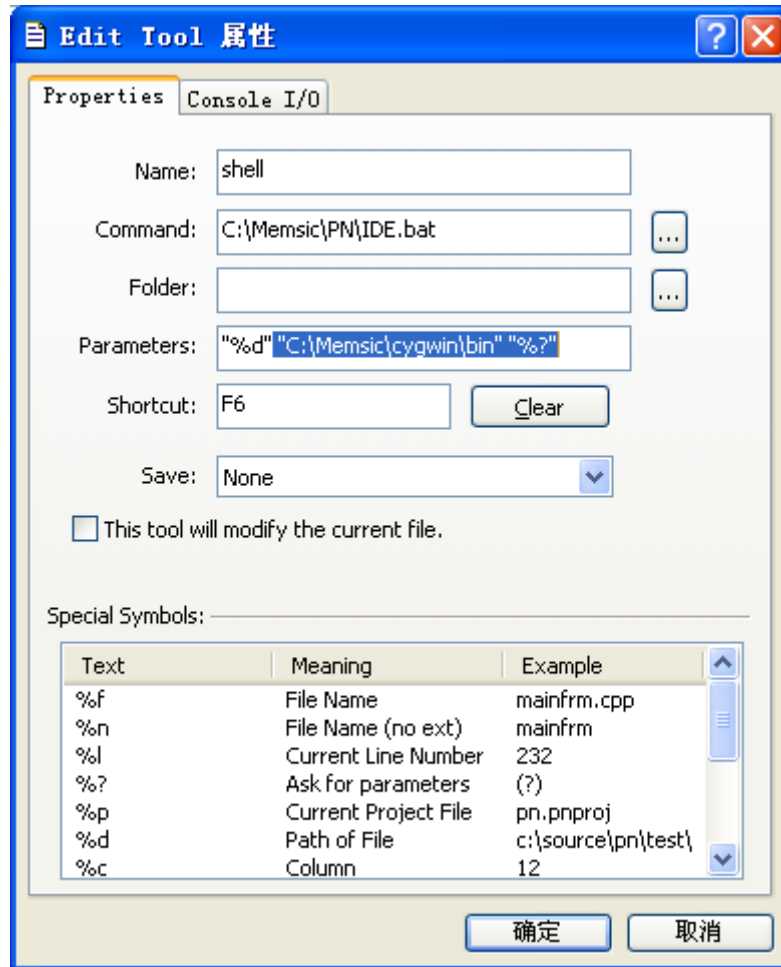 Edit Tool 属性
Properties Console I/O
Name: shell
Command: C:\Memsic\PN\IDE.bat ...
Folder: ...
Parameters: "%d" "C:\Memsic\cygwin\bin" "%?"
Shortcut: F6 Clear
Save: None
This tool will modify the current file.
Special Symbols:
Text Meaning Example
%f File Name mainfrm.cpp
%n File Name (no ext) mainfrm
%l Current Line Number 232
%? Ask for parameters (?)
%p Current Project File pn.pnproj
%d Path of File c:\source\pn\test\
%c Column 12
确定 取消